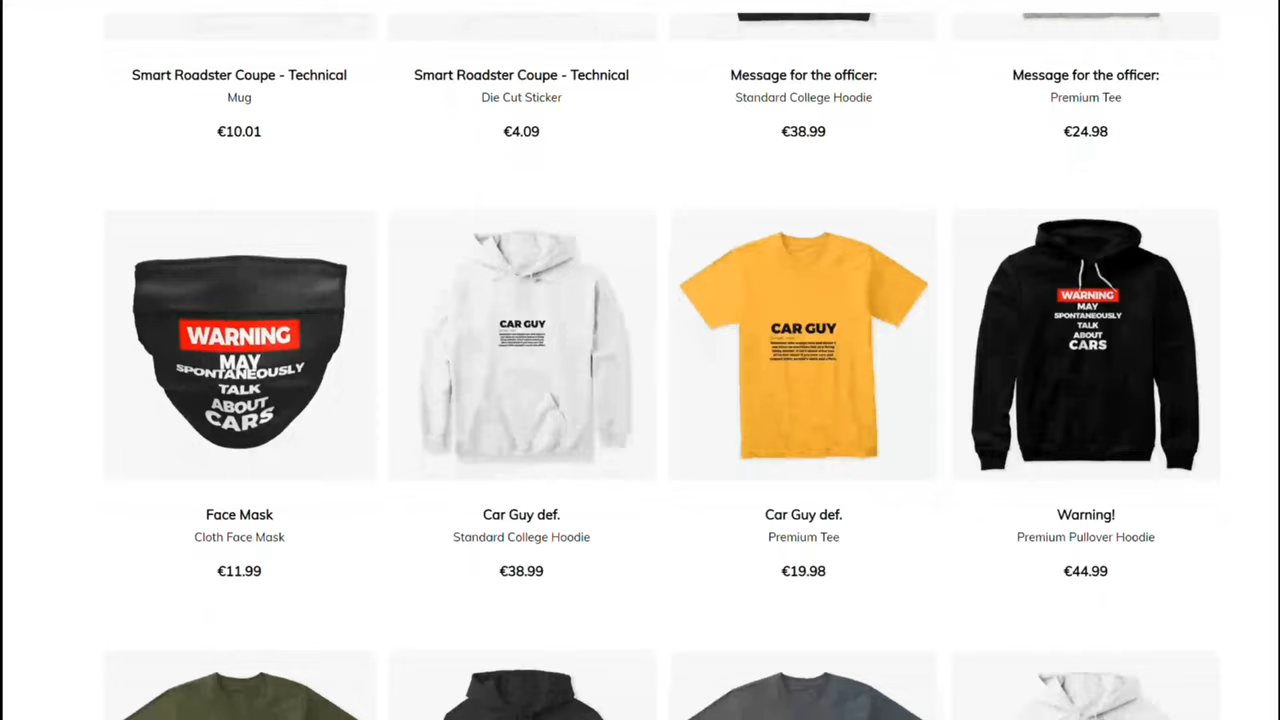 Smart Roadster Coupe - Technical
Mug
€10.01
Smart Roadster Coupe - Technical
Die Cut Sticker
€4.09
Message for the officer:
Standard College Hoodie
€38.99
Message for the officer:
Premium Tee
€24.98
WARNING
MAY
SPONTANEOUSLY
TALK
ABOUT
CARS
Face Mask
Cloth Face Mask
€11.99
CAR GUY
Car Guy def.
Standard College Hoodie
€38.99
CAR GUY
Car Guy def.
Premium Tee
€19.98
WARNING
MAY
SPONTANEOUSLY
TALK
ABOUT
CARS
Warning!
Premium Pullover Hoodie
€44.99